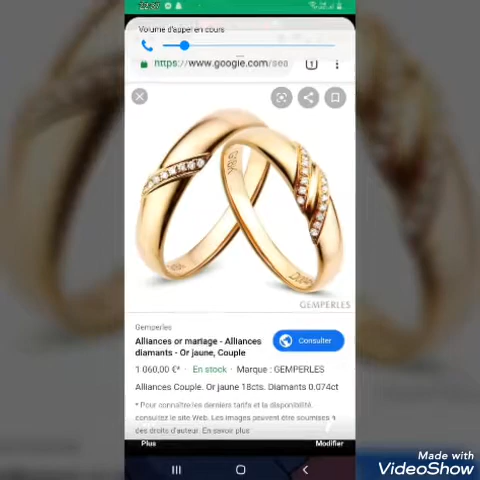 Volume d'appel en cours
https://www.google.com/sea
1
GEMPERLES
Gemperles
Alliances or mariage - Alliances
diamants - Or jaune, Couple
Consulter
1 060,00 €* · En stock · Marque : GEMPERLES
Alliances Couple. Or jaune 18cts. Diamants 0.074ct
* Pour connaître les derniers tarifs et la disponibilité,
consultez le site Web. Les images peuvent être soumises à
des droits d'auteur. En savoir plus
Plus
Modifier
Made with
VideoShow